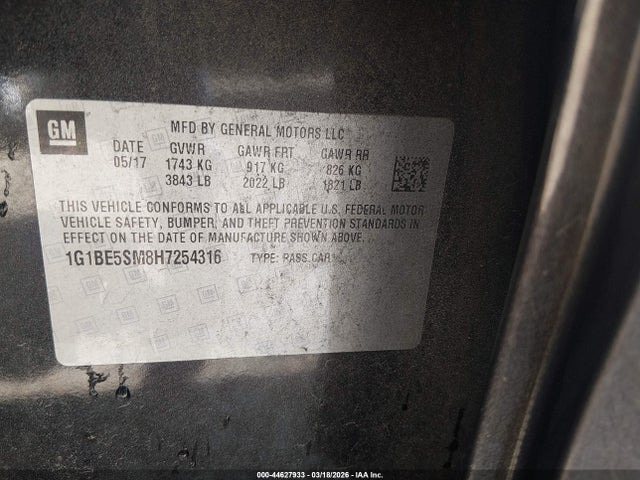 GM
MFD BY GENERAL MOTORS LLC
DATE GVWR GAWR FRT GAWR RR
05/17 1743 KG 917 KG 826 KG
3843 LB 2022 LB 1821 LB
THIS VEHICLE CONFORMS TO ALL APPLICABLE U.S. FEDERAL MOTOR
VEHICLE SAFETY, BUMPER, AND THEFT PREVENTION STANDARDS IN
EFFECT ON THE DATE OF MANUFACTURE SHOWN ABOVE.
1G1BE5SM8H7254316 TYPE: PASS.CAR
000-44627933 — 03/18/2026 — IAA Inc.